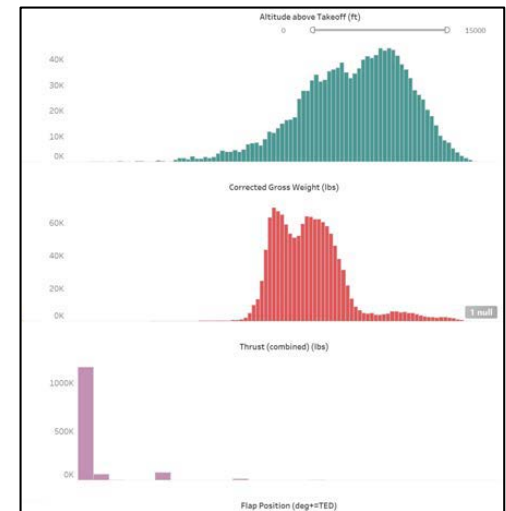 Altitude above Takeoff (ft)
0 15000
40K
30K
20K
10K
0K
Corrected Gross Weight (lbs)
60K
40K
20K
0K
1 null
Thrust (combined) (lbs)
1000K
500K
0K
Flap Position (deg+=TED)